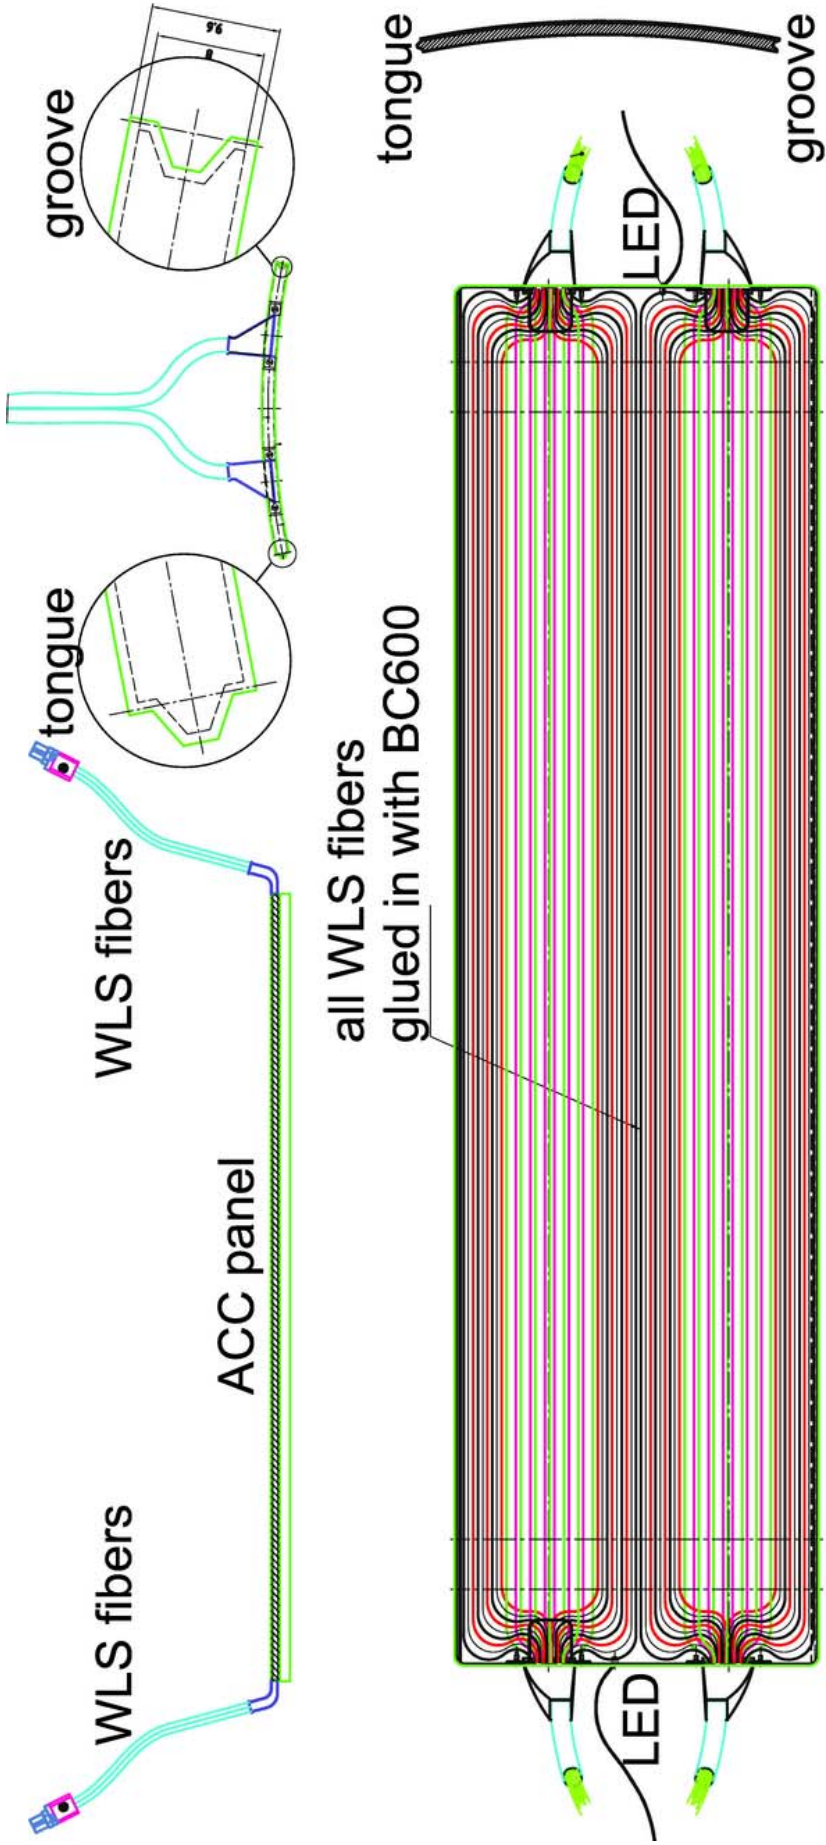 WLS fibers
WLS fibers
tongue
groove
9.6
8
ACC panel
all WLS fibers
glued in with BC600
tongue
LED
LED
groove